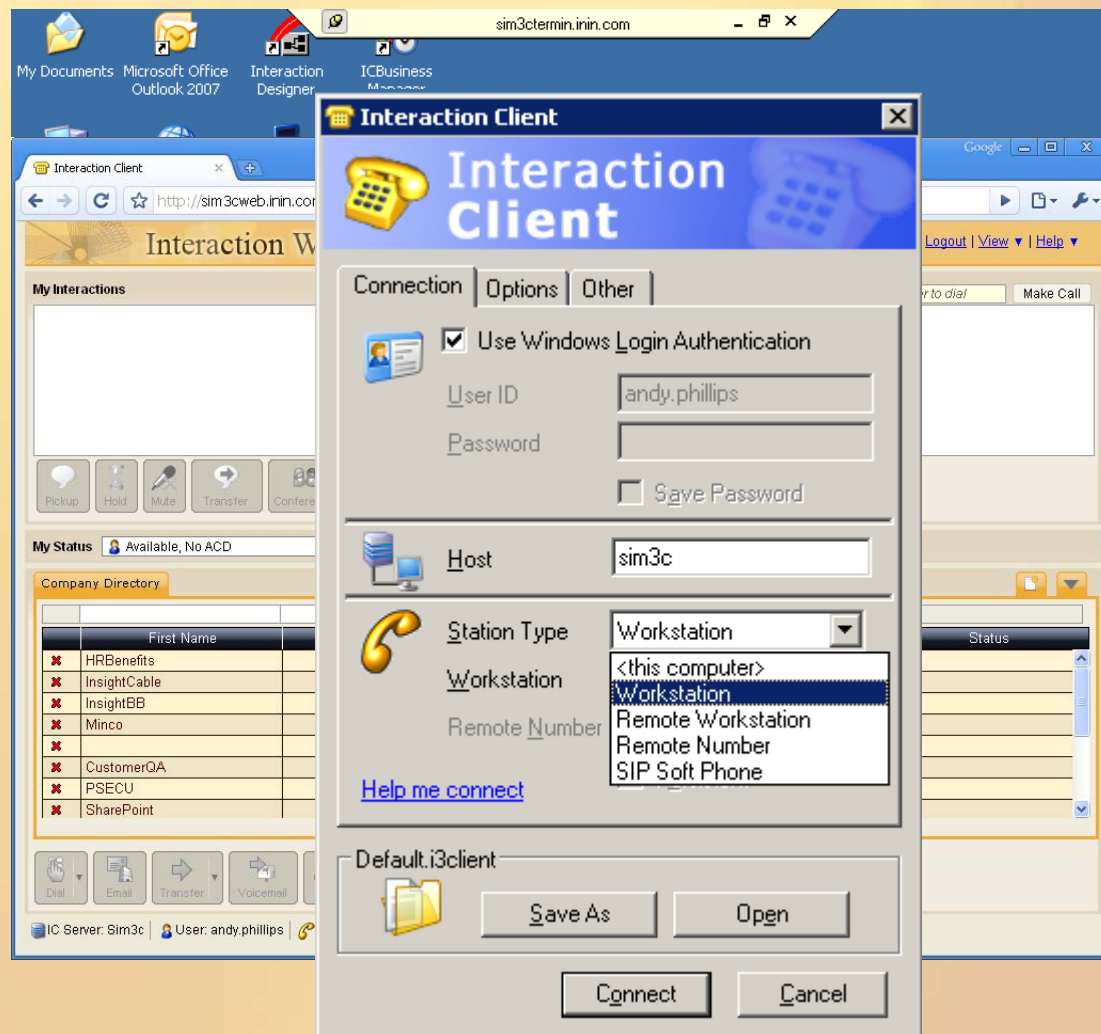 sim3ctermin.inin.com
My Documents
Microsoft Office Outlook 2007
Interaction Designer
ICBusiness Manager
Interaction Client
Google
http://sim3cweb.inin.cor
Interaction W
Logout | View ▼ | Help ▼
My Interactions
r to dial
Make Call
Pickup
Hold
Mute
Transfer
Confere
My Status
Available, No ACD
Company Directory
First Name
Status
HRBenefits
InsightCable
InsightBB
Minco
CustomerQA
PSECU
SharePoint
Dial
Email
Transfer
Voicemail
IC Server: Sim3c
User: andy.phillips
Interaction Client
Interaction
Client
Connection
Options
Other
Use Windows Login Authentication
User ID
andy.phillips
Password
Save Password
Host
sim3c
Station Type
Workstation
Workstation
<this computer>
Workstation
Remote Workstation
Remote Number
SIP Soft Phone
Remote Number
Help me connect
Default.i3client
Save As
Open
Connect
Cancel